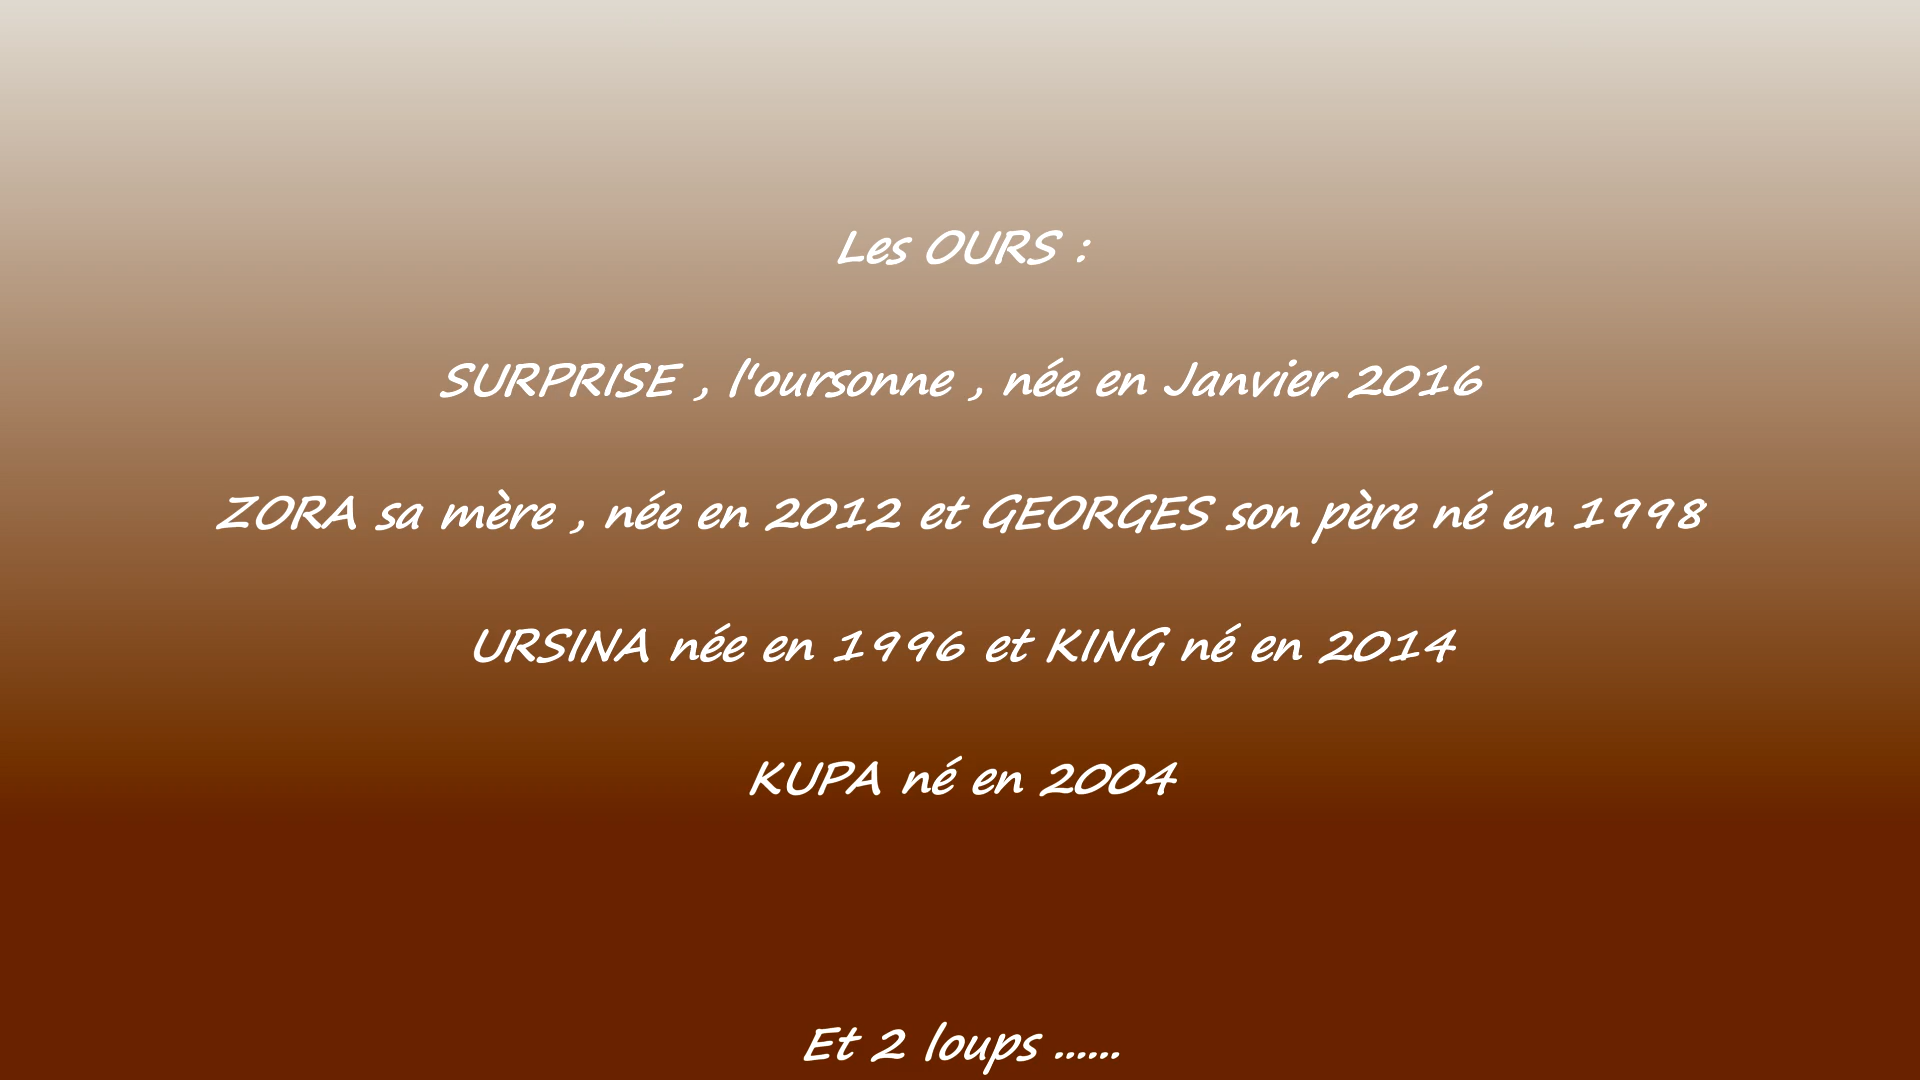 Les OURS :
SURPRISE , l'oursonne , née en Janvier 2016
ZORA sa mère , née en 2012 et GEORGES son père né en 1998
URSINA née en 1996 et KING né en 2014
KUPA né en 2004
Et 2 loups ......